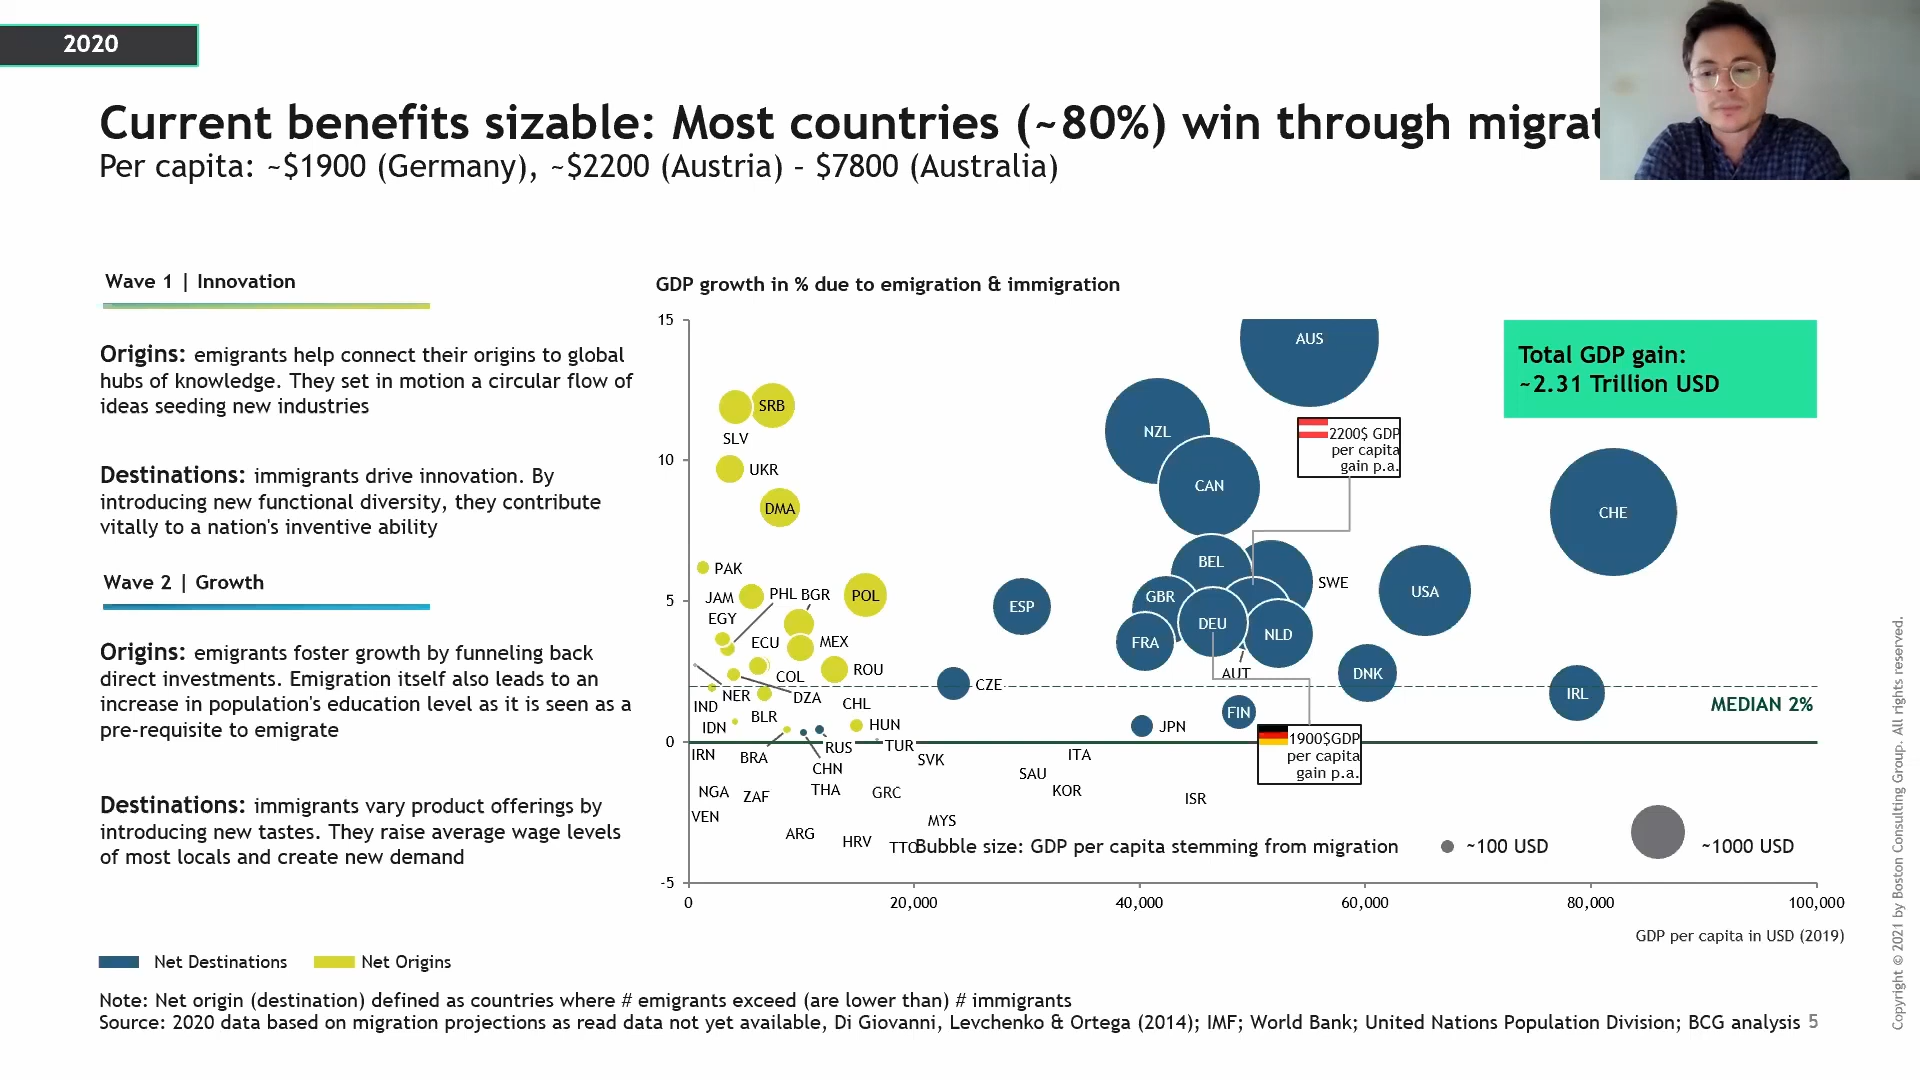 2020
Current benefits sizable: Most countries (~80%) win through migrat
Per capita: ~$1900 (Germany), ~$2200 (Austria) - $7800 (Australia)
Wave 1 | Innovation
Origins: emigrants help connect their origins to global
hubs of knowledge. They set in motion a circular flow of
ideas seeding new industries
Destinations: immigrants drive innovation. By
introducing new functional diversity, they contribute
vitally to a nation's inventive ability
Wave 2 | Growth
Origins: emigrants foster growth by funneling back
direct investments. Emigration itself also leads to an
increase in population's education level as it is seen as a
pre-requisite to emigrate
Destinations: immigrants vary product offerings by
introducing new tastes. They raise average wage levels
of most locals and create new demand
GDP growth in % due to emigration & immigration
15
10
5
0
-5
AUS
Total GDP gain:
~2.31 Trillion USD
SRB
SLV
NZL
2200$ GDP
per capita
gain p.a.
UKR
CAN
DMA
CHE
PAK
BEL
SWE
JAM
PHL BGR
POL
ESP
GBR
USA
EGY
DEU
ECU
MEX
FRA
NLD
COL
ROU
CZE
AUT
DNK
NER
DZA
IRL
IND
CHL
MEDIAN 2%
IDN
BLR
HUN
JPN
FIN
1900$GDP
per capita
gain p.a.
IRN
BRA
RUS
TUR
SVK
ITA
CHN
SAU
NGA
ZAF
THA
GRC
KOR
ISR
VEN
ARG
HRV
MYS
TTO
Bubble size: GDP per capita stemming from migration
~100 USD
~1000 USD
0
20,000
40,000
60,000
80,000
100,000
GDP per capita in USD (2019)
Net Destinations
Net Origins
Note: Net origin (destination) defined as countries where # emigrants exceed (are lower than) # immigrants
Source: 2020 data based on migration projections as read data not yet available, Di Giovanni, Levchenko & Ortega (2014); IMF; World Bank; United Nations Population Division; BCG analysis
5
Copyright © 2021 by Boston Consulting Group. All rights reserved.